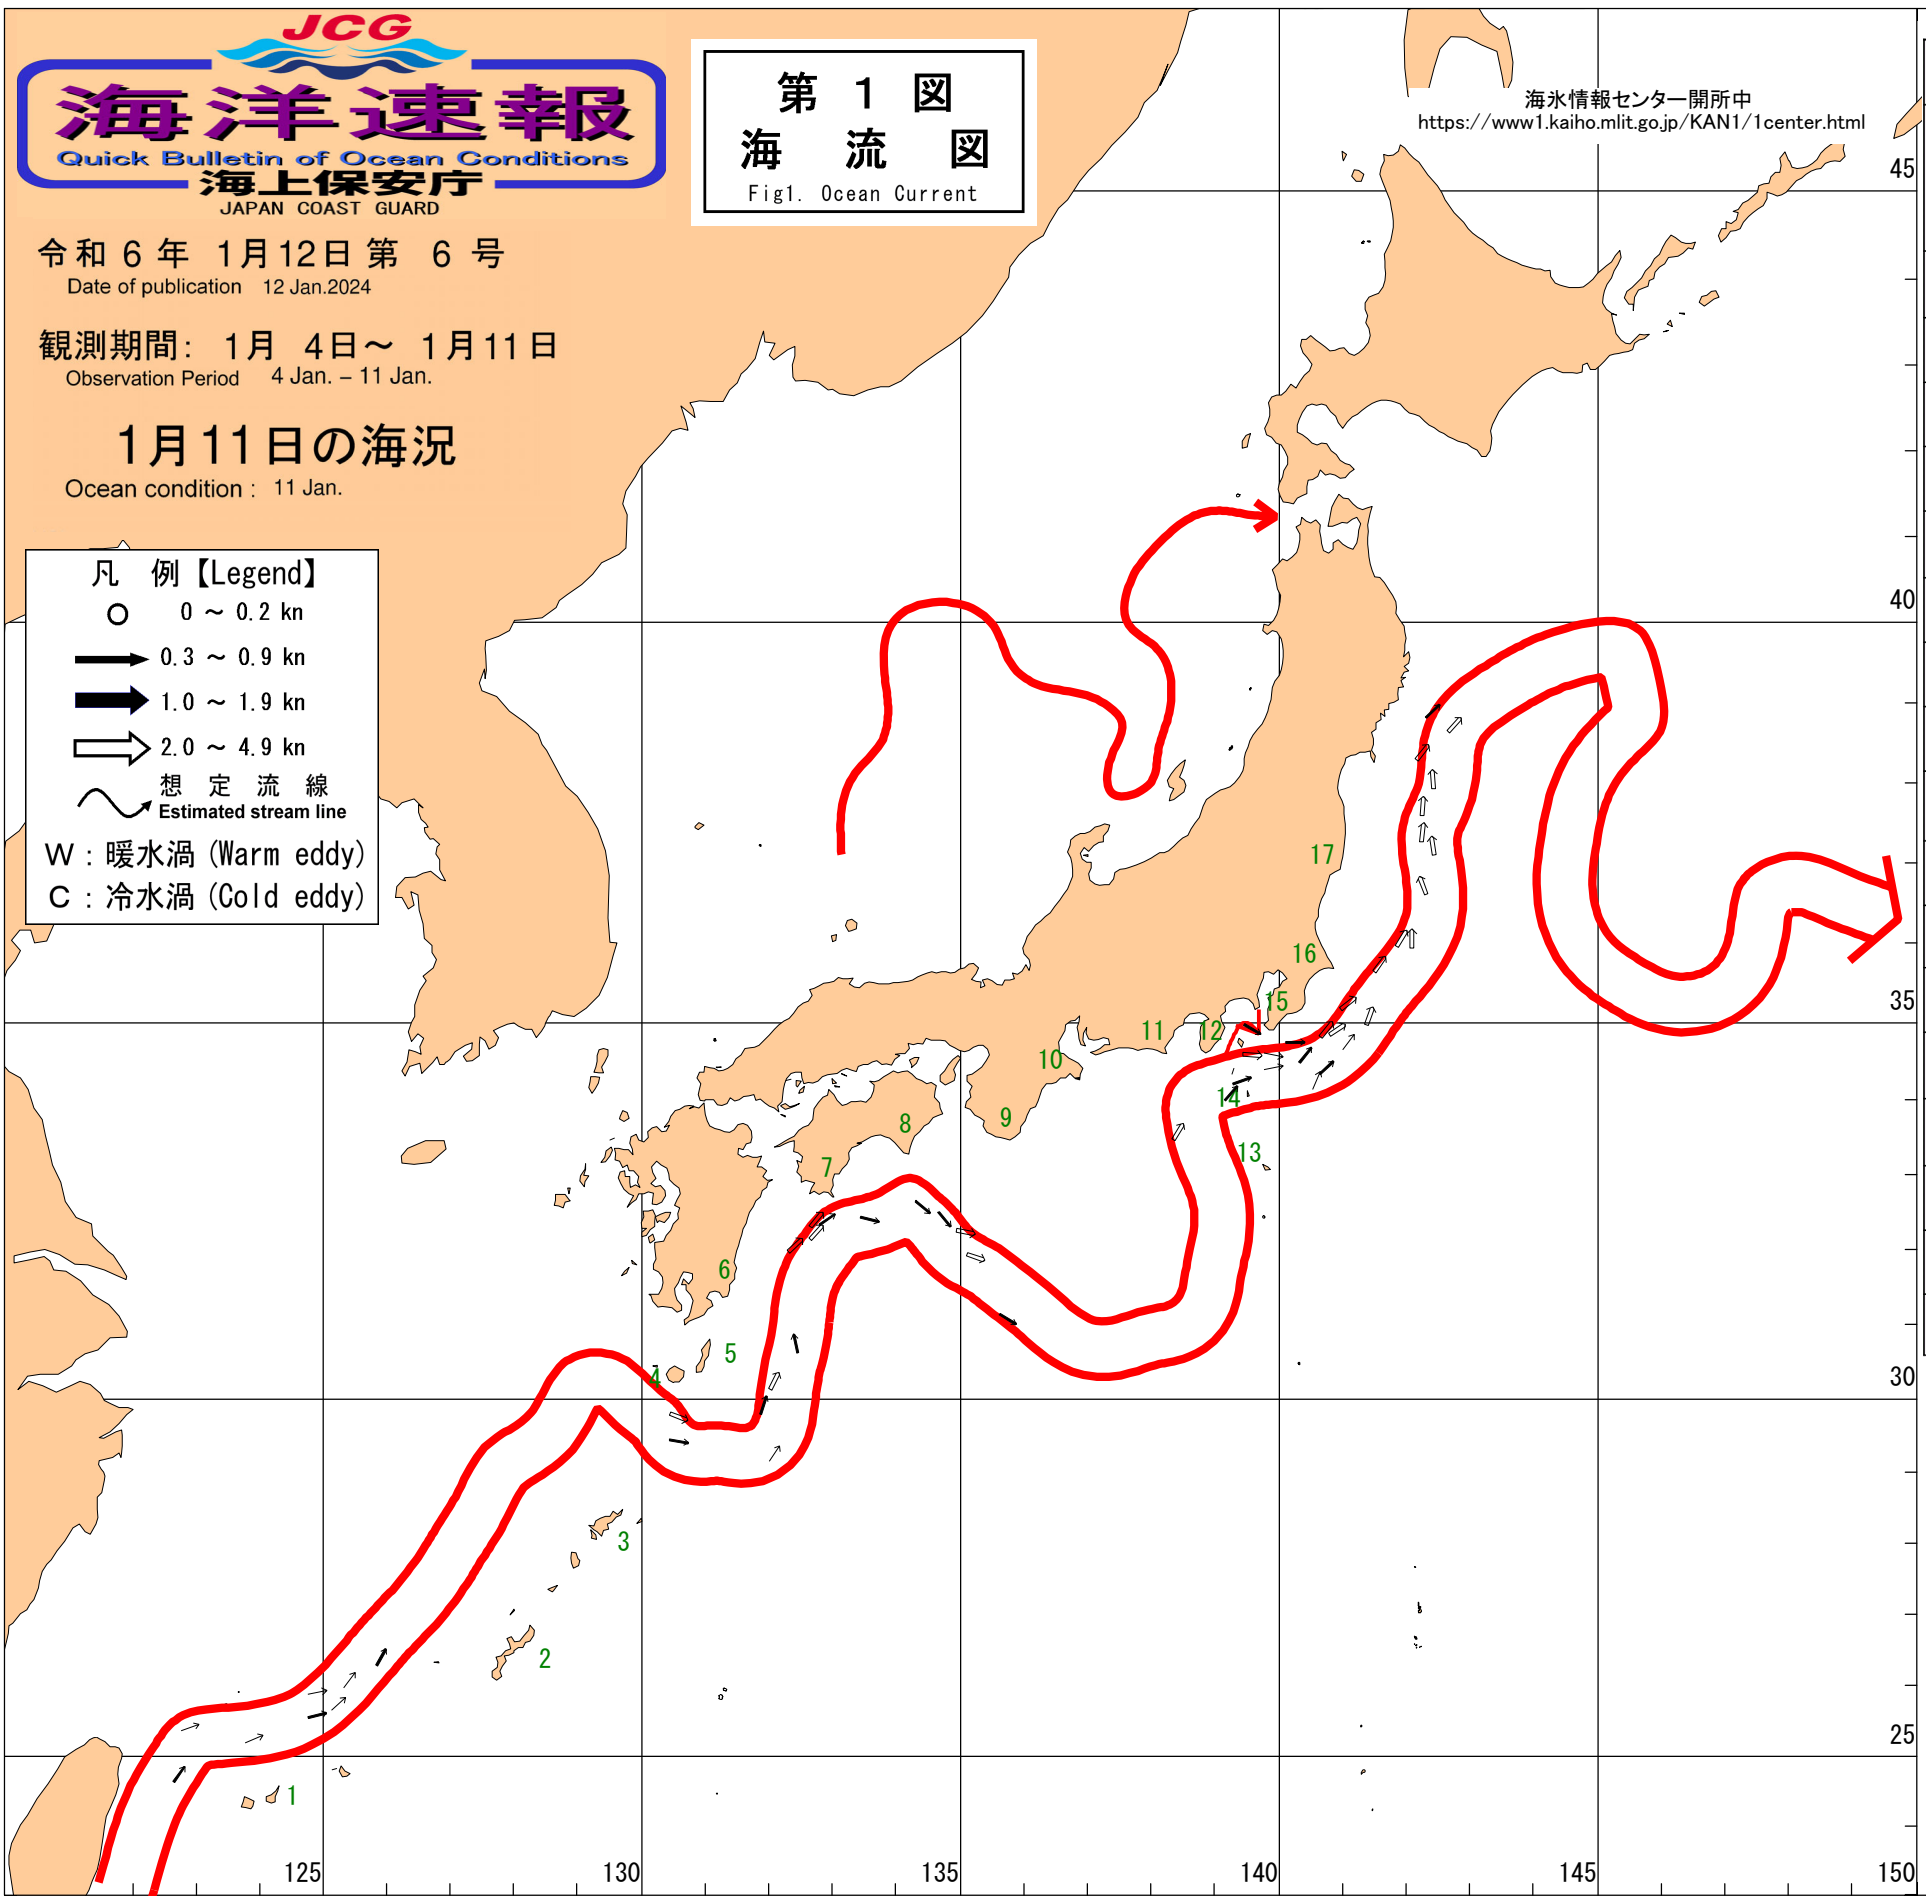 JCG
海洋速報
Quick Bulletin of Ocean Conditions
海上保安庁
JAPAN COAST GUARD
令和 6 年 1月12日 第 6 号
Date of publication 12 Jan.2024
観測期間: 1月 4日～ 1月11日
Observation Period 4 Jan. – 11 Jan.
1月11日の海況
Ocean condition : 11 Jan.
第 1 図
海 流 図
Fig1. Ocean Current
海氷情報センター開所中
https://www1.kaiho.mlit.go.jp/KAN1/1center.html
凡 例【Legend】
0 ～ 0.2 kn
0.3 ～ 0.9 kn
1.0 ～ 1.9 kn
2.0 ～ 4.9 kn
想 定 流 線
Estimated stream line
W : 暖水渦 (Warm eddy)
C : 冷水渦 (Cold eddy)
45
40
35
30
25
17
16
15
12
11
10
14
13
9
8
7
6
5
4
3
2
1
125
130
135
140
145
150